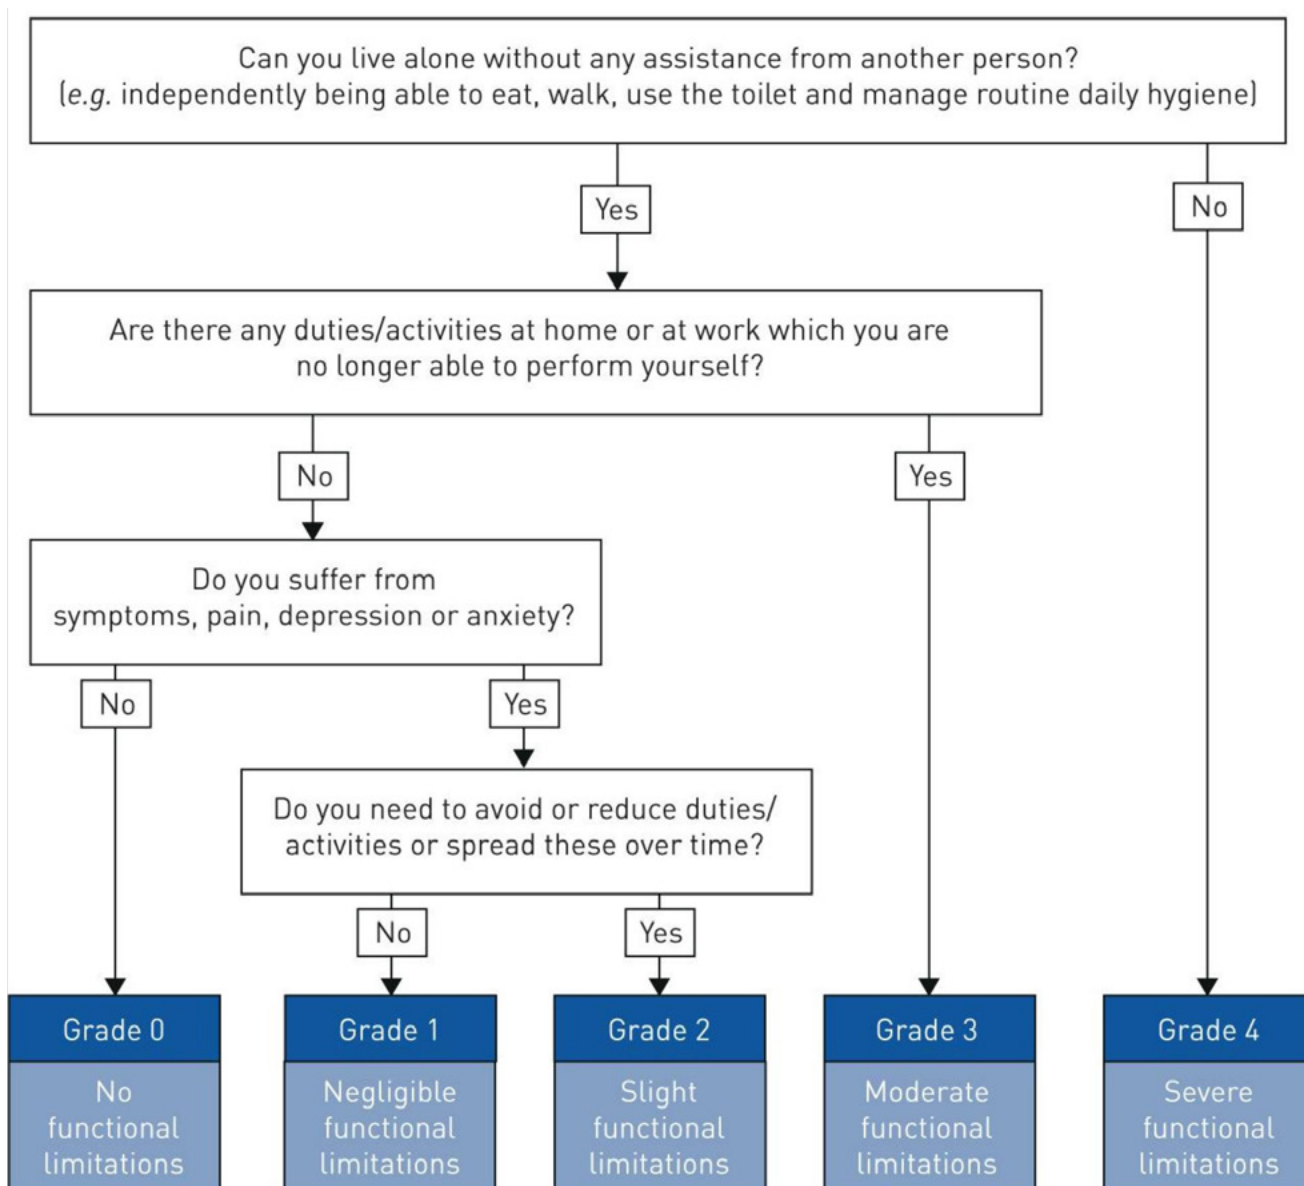 Can you live alone without any assistance from another person?
(e.g. independently being able to eat, walk, use the toilet and manage routine daily hygiene)
Yes
No
Are there any duties/activities at home or at work which you are
no longer able to perform yourself?
No
Yes
Do you suffer from
symptoms, pain, depression or anxiety?
No
Yes
Do you need to avoid or reduce duties/
activities or spread these over time?
No
Yes
Grade 0
No
functional
limitations
Grade 1
Negligible
functional
limitations
Grade 2
Slight
functional
limitations
Grade 3
Moderate
functional
limitations
Grade 4
Severe
functional
limitations